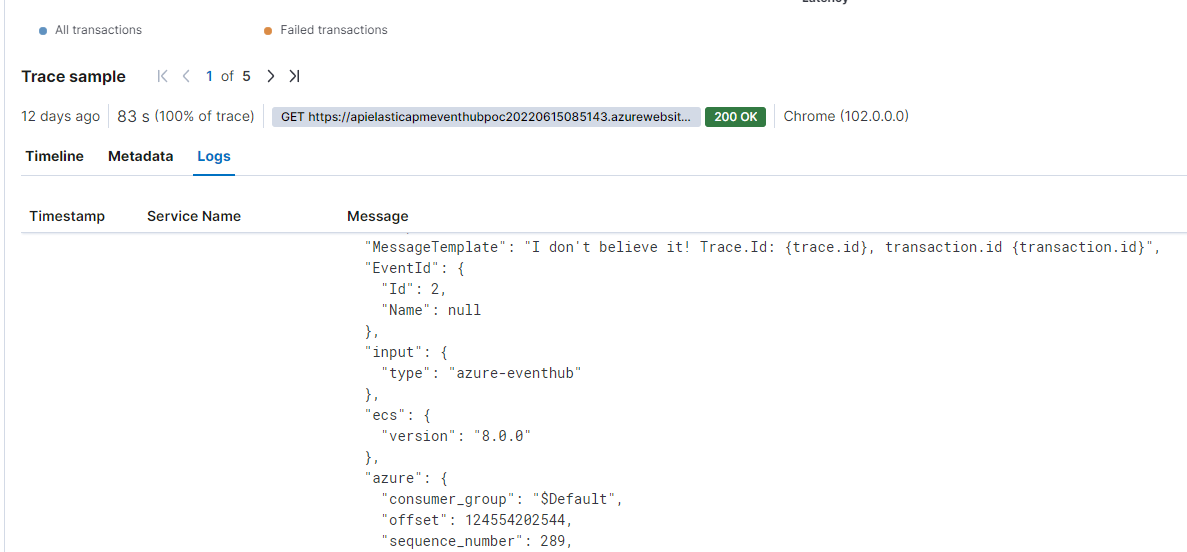 Latency
All transactions Failed transactions
Trace sample 1 of 5
12 days ago 83 s (100% of trace) GET https://apielasticapmeventhubpoc20220615085143.azurewebsit... 200 OK Chrome (102.0.0.0)
Timeline Metadata Logs
Timestamp Service Name Message
"MessageTemplate": "I don't believe it! Trace.Id: {trace.id}, transaction.id {transaction.id}",
"EventId": {
"Id": 2,
"Name": null
},
"input": {
"type": "azure-eventhub"
},
"ecs": {
"version": "8.0.0"
},
"azure": {
"consumer_group": "$Default",
"offset": 124554202544,
"sequence_number": 289,